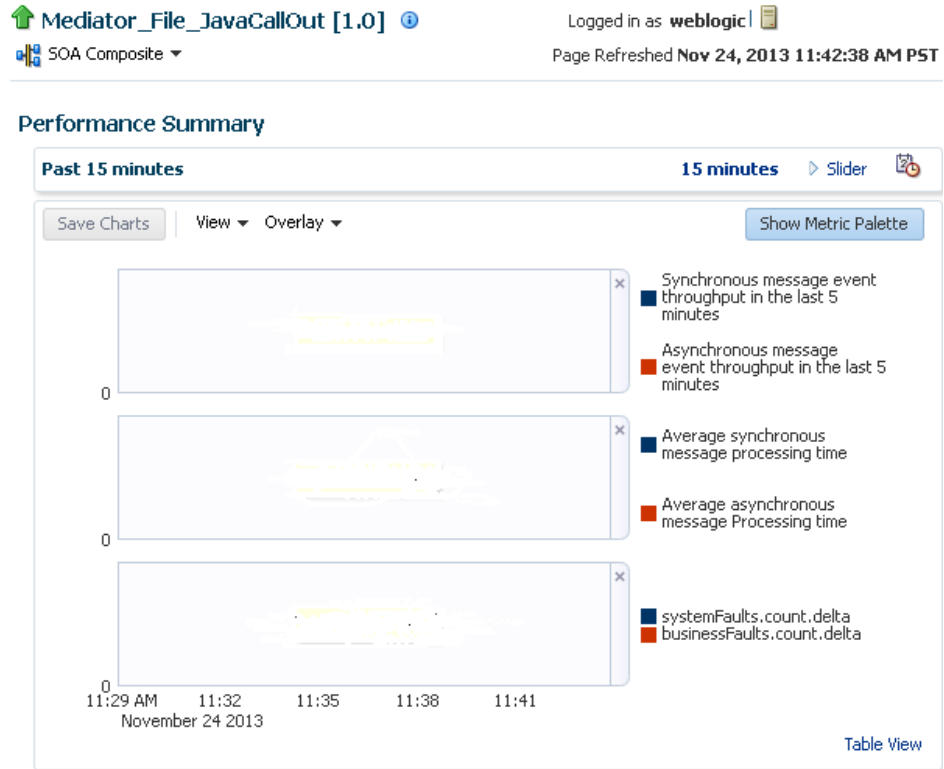 Mediator_File_JavaCallOut [1.0]
Logged in as weblogic
SOA Composite
Page Refreshed Nov 24, 2013 11:42:38 AM PST
Performance Summary
Past 15 minutes
15 minutes
Slider
Save Charts
View
Overlay
Show Metric Palette
Synchronous message event
throughput in the last 5
minutes
Asynchronous message
event throughput in the last 5
minutes
0
Average synchronous
message processing time
Average asynchronous
message Processing time
0
systemFaults.count.delta
businessFaults.count.delta
0
11:29 AM 11:32 11:35 11:38 11:41
November 24 2013
Table View